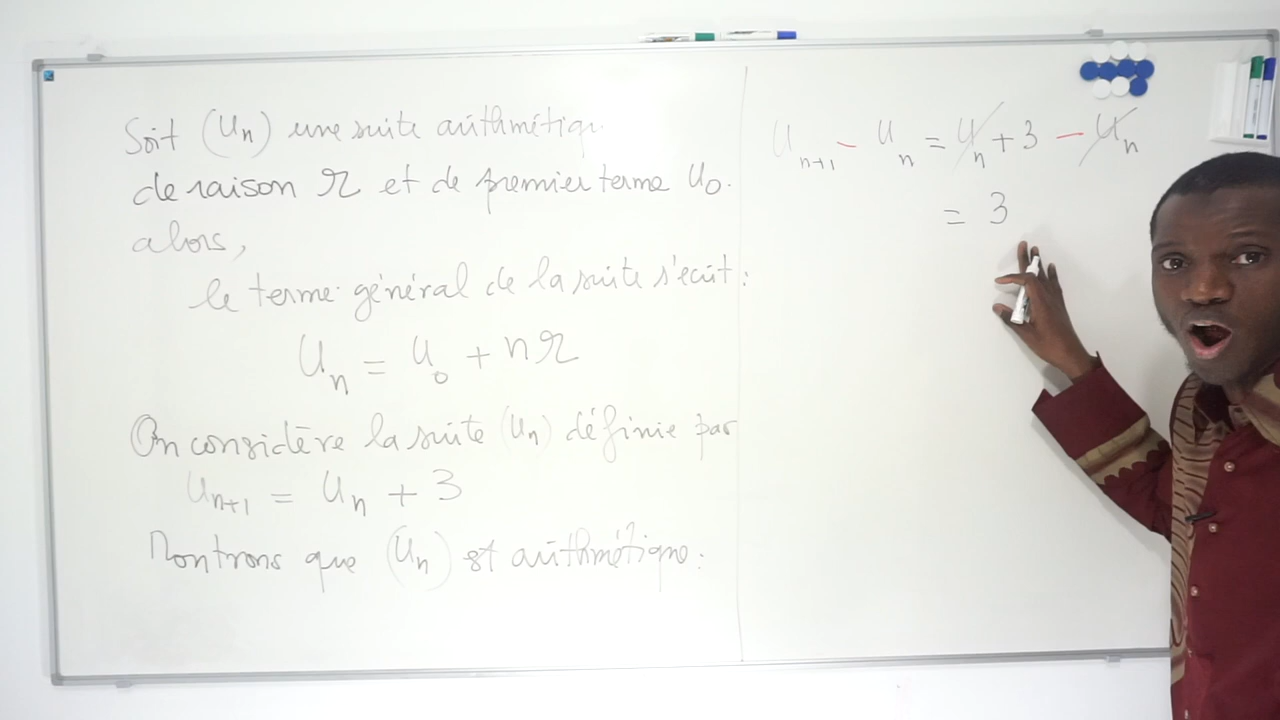 Soit (Un) une suite arithmétique
de raison r et de premier terme U0.
alors,
le terme général de la suite s'écrit :
Un = U0 + nr
On considère la suite (Un) définie par
Un+1 = Un + 3
Montrons que (Un) est arithmétique.
Un+1 - Un = Un + 3 - Un
= 3